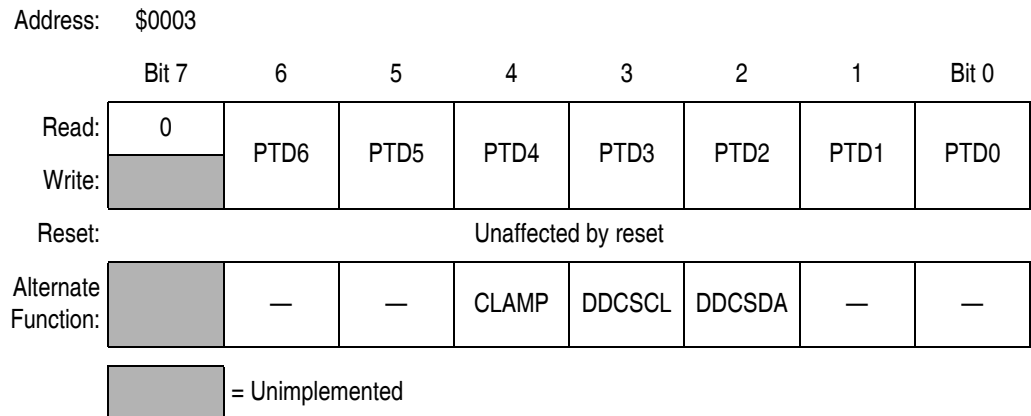 Address: $0003
Bit 7 6 5 4 3 2 1 Bit 0
Read: 0 PTD6 PTD5 PTD4 PTD3 PTD2 PTD1 PTD0
Write:
Reset: Unaffected by reset
Alternate
Function: — — CLAMP DDCSCL DDCSDA — —
= Unimplemented